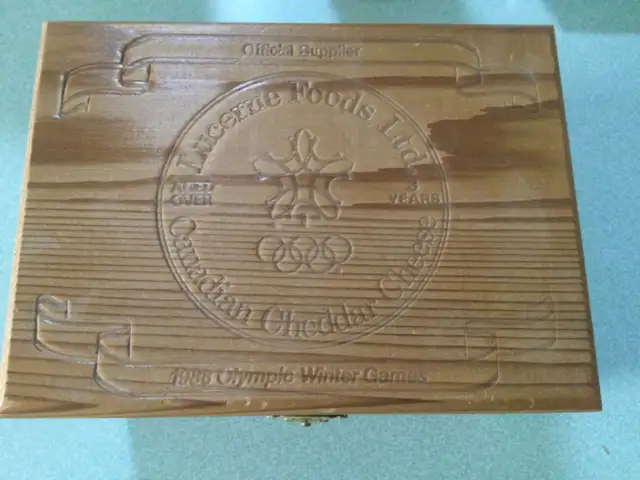 Official Supplier
Lucerne Foods Ltd.
AGED OVER
3 YEARS
Canadian Cheddar Cheese
1988 Olympic Winter Games